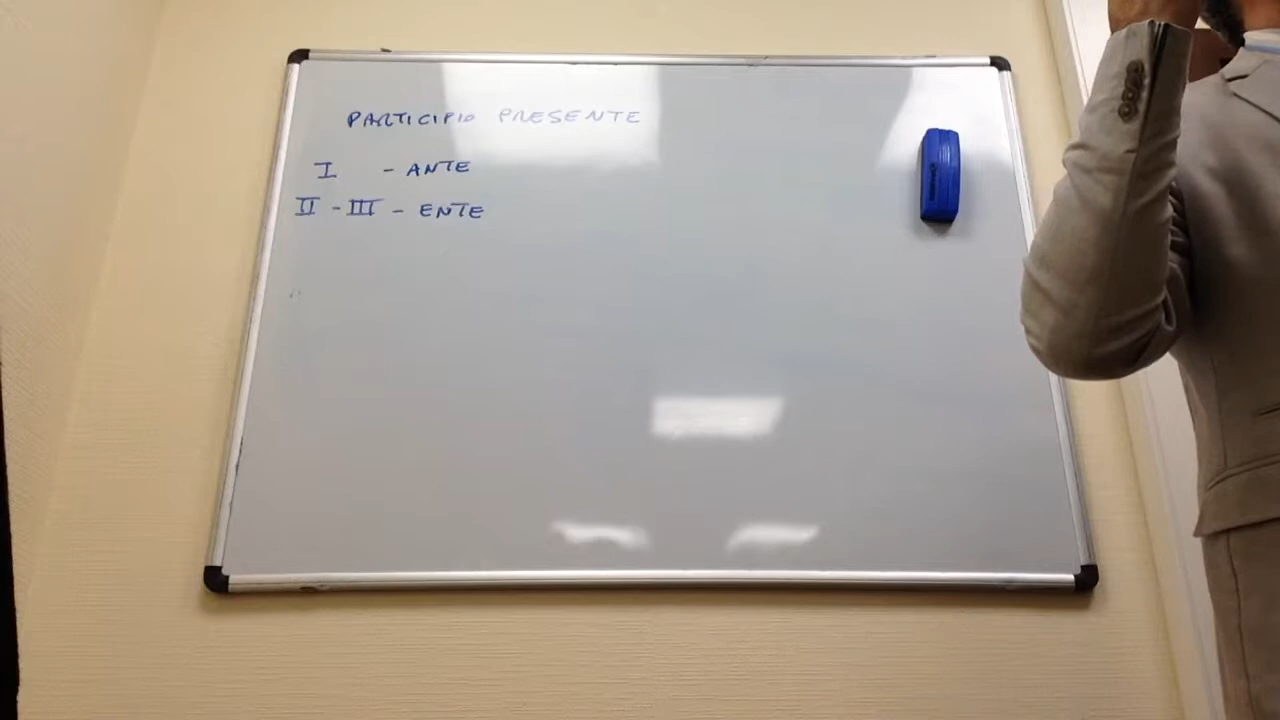 PARTICIPIO PRESENTE
I - ANTE
II - III - ENTE